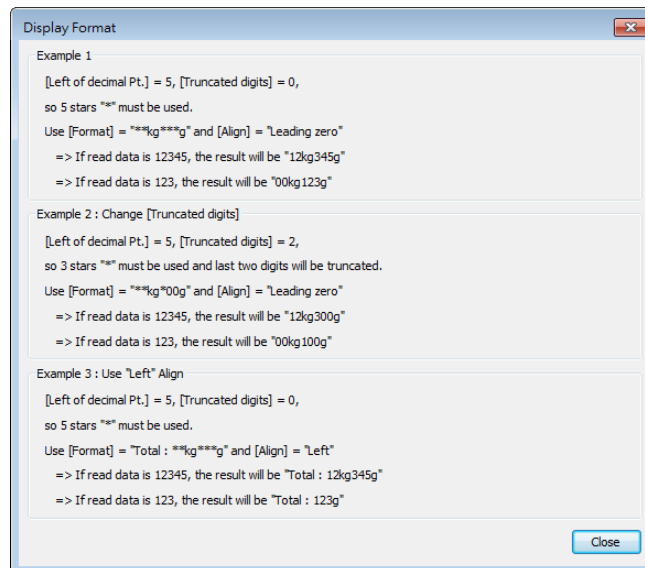 Display Format
Example 1
[Left of decimal Pt.] = 5, [Truncated digits] = 0,
so 5 stars "*" must be used.
Use [Format] = "**kg***g" and [Align] = "Leading zero"
=> If read data is 12345, the result will be "12kg345g"
=> If read data is 123, the result will be "00kg123g"
Example 2 : Change [Truncated digits]
[Left of decimal Pt.] = 5, [Truncated digits] = 2,
so 3 stars "*" must be used and last two digits will be truncated.
Use [Format] = "**kg*00g" and [Align] = "Leading zero"
=> If read data is 12345, the result will be "12kg300g"
=> If read data is 123, the result will be "00kg100g"
Example 3 : Use "Left" Align
[Left of decimal Pt.] = 5, [Truncated digits] = 0,
so 5 stars "*" must be used.
Use [Format] = "Total : **kg***g" and [Align] = "Left"
=> If read data is 12345, the result will be "Total : 12kg345g"
=> If read data is 123, the result will be "Total : 123g"
Close